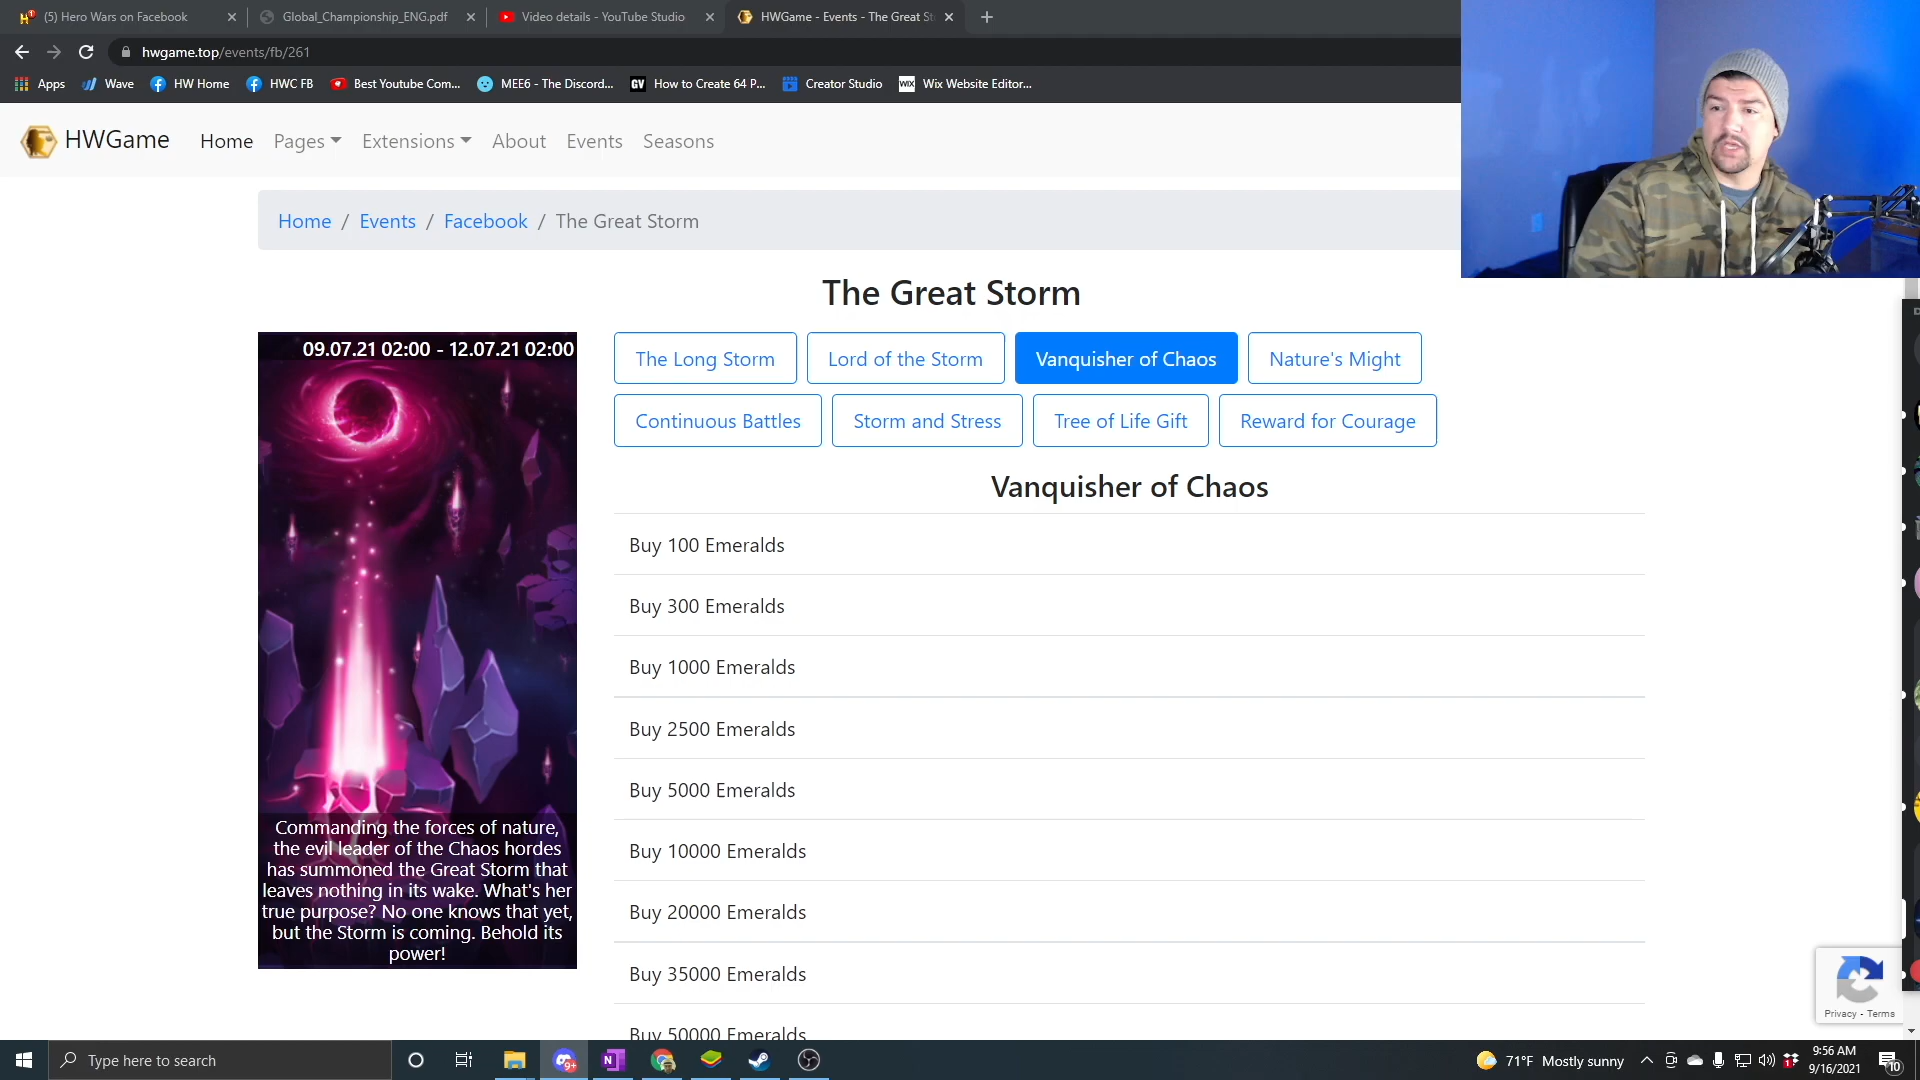 (5) Hero Wars on Facebook
Global_Championship_ENG.pdf
Video details - YouTube Studio
HWGame - Events - The Great St
hwgame.top/events/fb/261
Apps
Wave
HW Home
HWC FB
Best Youtube Com...
MEE6 - The Discord...
GV
How to Create 64 P...
Creator Studio
WIX
Wix Website Editor...
HWGame
Home
Pages
Extensions
About
Events
Seasons
Home / Events / Facebook / The Great Storm
The Great Storm
09.07.21 02:00 - 12.07.21 02:00
Commanding the forces of nature,
the evil leader of the Chaos hordes
has summoned the Great Storm that
leaves nothing in its wake. What's her
true purpose? No one knows that yet,
but the Storm is coming. Behold its
power!
The Long Storm
Lord of the Storm
Vanquisher of Chaos
Nature's Might
Continuous Battles
Storm and Stress
Tree of Life Gift
Reward for Courage
Vanquisher of Chaos
Buy 100 Emeralds
Buy 300 Emeralds
Buy 1000 Emeralds
Buy 2500 Emeralds
Buy 5000 Emeralds
Buy 10000 Emeralds
Buy 20000 Emeralds
Buy 35000 Emeralds
Buy 50000 Emeralds
Privacy - Terms
Type here to search
9+
N
71°F Mostly sunny
9:56 AM
9/16/2021
10